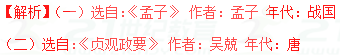 【解析】（一）选自:《孟子》 作者：孟子 年代：战国
（二）选自:《贞观政要》 作者：吴兢 年代：唐